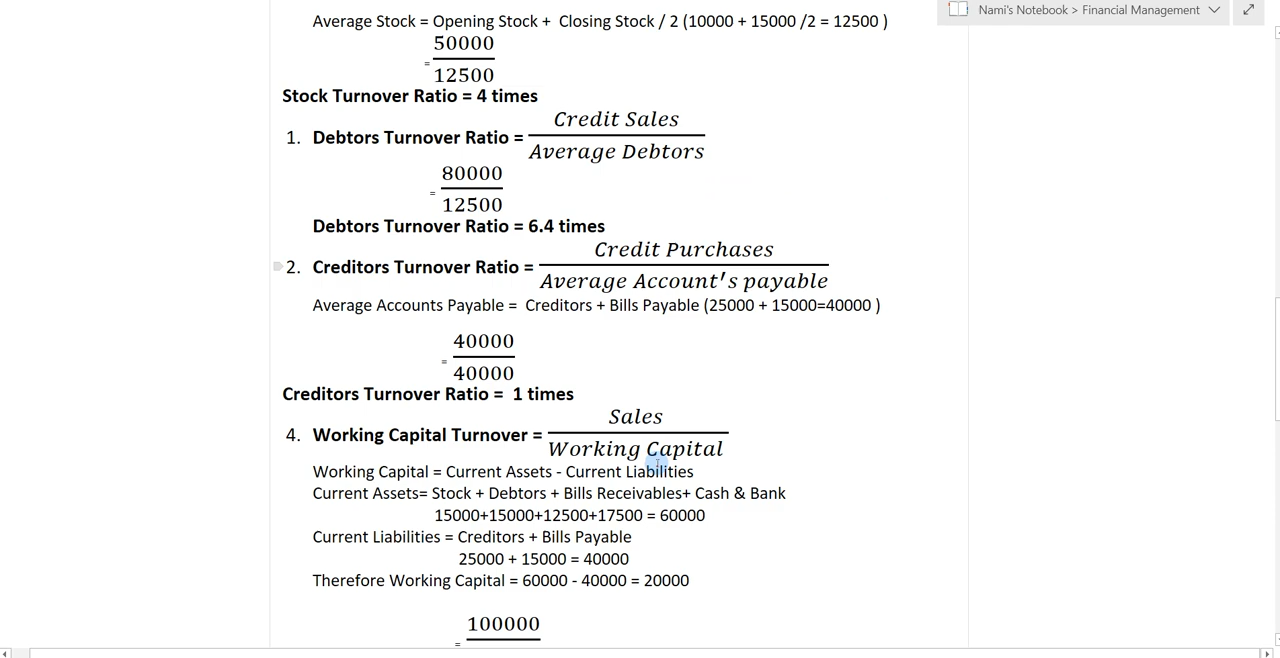 Nami's Notebook > Financial Management
Average Stock = Opening Stock + Closing Stock / 2 (10000 + 15000 /2 = 12500 )
50000
=
12500
Stock Turnover Ratio = 4 times
Credit Sales
1. Debtors Turnover Ratio =
Average Debtors
80000
=
12500
Debtors Turnover Ratio = 6.4 times
Credit Purchases
2. Creditors Turnover Ratio =
Average Account's payable
Average Accounts Payable = Creditors + Bills Payable (25000 + 15000=40000 )
40000
=
40000
Creditors Turnover Ratio = 1 times
Sales
4. Working Capital Turnover =
Working Capital
Working Capital = Current Assets - Current Liabilities
Current Assets= Stock + Debtors + Bills Receivables+ Cash & Bank
15000+15000+12500+17500 = 60000
Current Liabilities = Creditors + Bills Payable
25000 + 15000 = 40000
Therefore Working Capital = 60000 - 40000 = 20000
100000
=